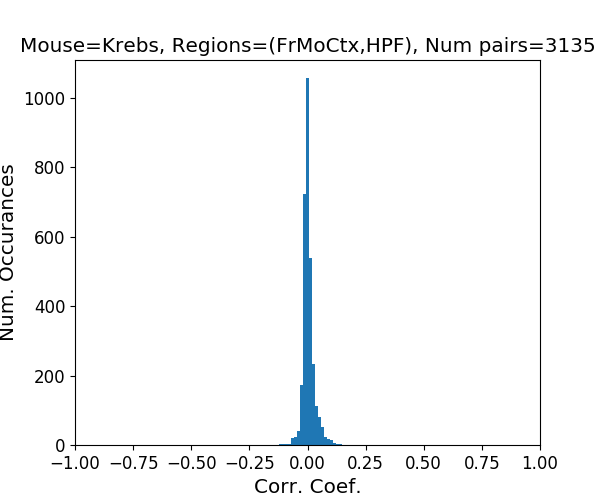 Mouse=Krebs, Regions=(FrMoCtx,HPF), Num pairs=3135
Num. Occurances
1000
800
600
400
200
0
−1.00 −0.75 −0.50 −0.25 0.00 0.25 0.50 0.75 1.00
Corr. Coef.